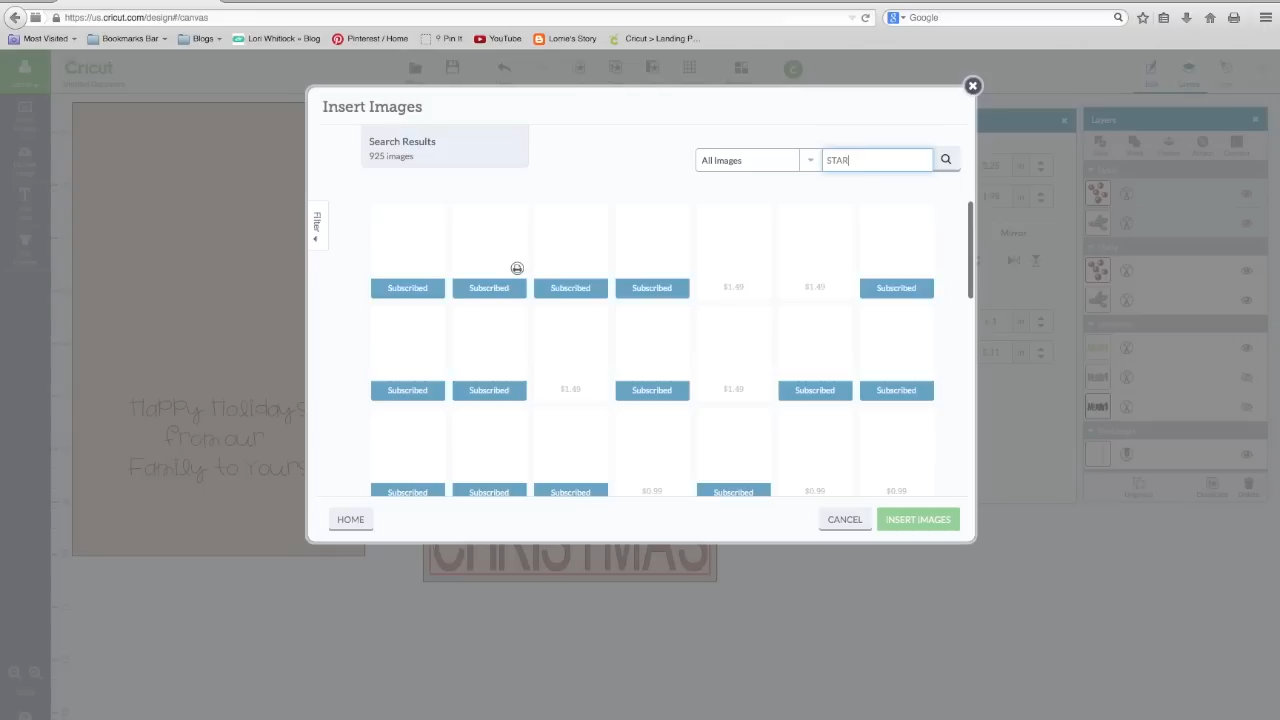 https://us.cricut.com/design#/canvas
Google
Most Visited
Bookmarks Bar
Blogs
Lori Whitlock » Blog
Pinterest / Home
Pin It
YouTube
Lorrie's Story
Cricut > Landing P...
Cricut
Insert Images
Layers
Search Results
925 images
All Images
STAR
Filter
Mirror
Subscribed Subscribed Subscribed Subscribed $1.49 $1.49 Subscribed
Subscribed Subscribed $1.49 Subscribed $1.49 Subscribed Subscribed
Subscribed Subscribed Subscribed $0.99 Subscribed $0.99 $0.99
Happy Holidays
from our
Family to Yours
HOME
CANCEL
INSERT IMAGES
CHRISTMAS